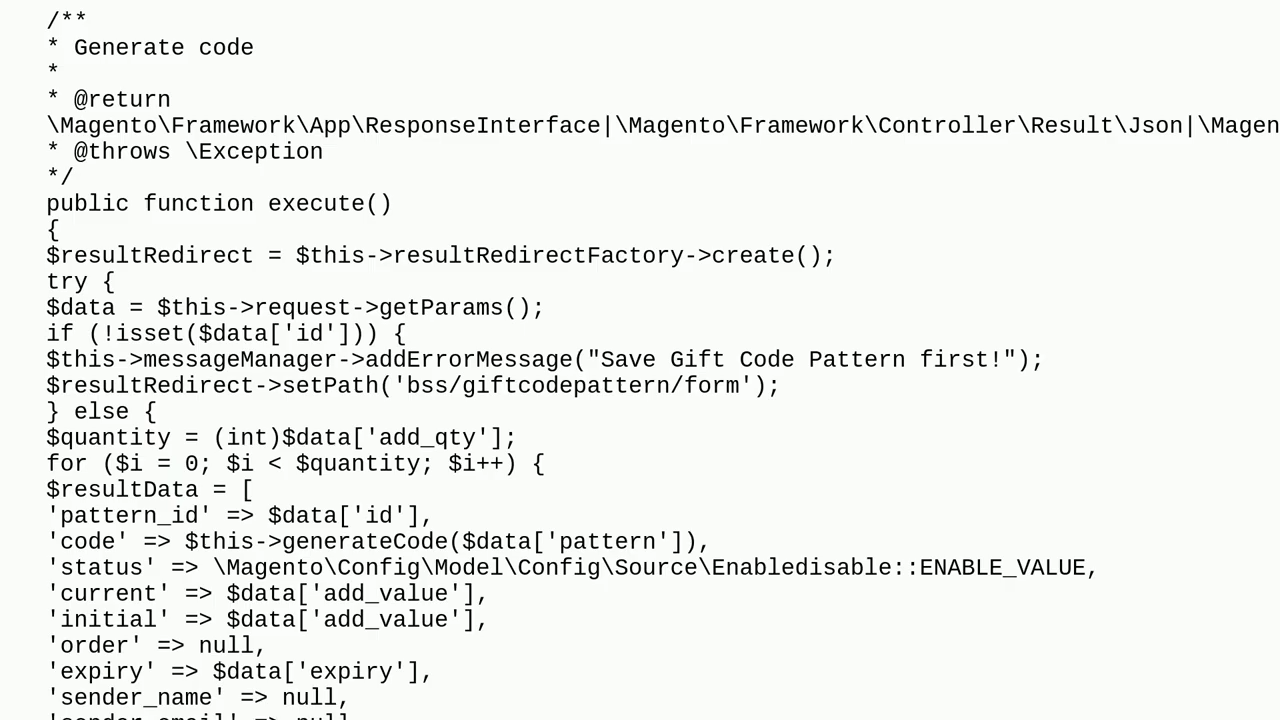 /**
* Generate code
*
* @return
\Magento\Framework\App\ResponseInterface|\Magento\Framework\Controller\Result\Json|\Magen
* @throws \Exception
*/
public function execute()
{
$resultRedirect = $this->resultRedirectFactory->create();
try {
$data = $this->request->getParams();
if (!isset($data['id'])) {
$this->messageManager->addErrorMessage("Save Gift Code Pattern first!");
$resultRedirect->setPath('bss/giftcodepattern/form');
} else {
$quantity = (int)$data['add_qty'];
for ($i = 0; $i < $quantity; $i++) {
$resultData = [
'pattern_id' => $data['id'],
'code' => $this->generateCode($data['pattern']),
'status' => \Magento\Config\Model\Config\Source\Enabledisable::ENABLE_VALUE,
'current' => $data['add_value'],
'initial' => $data['add_value'],
'order' => null,
'expiry' => $data['expiry'],
'sender_name' => null,
'sender_email' => null